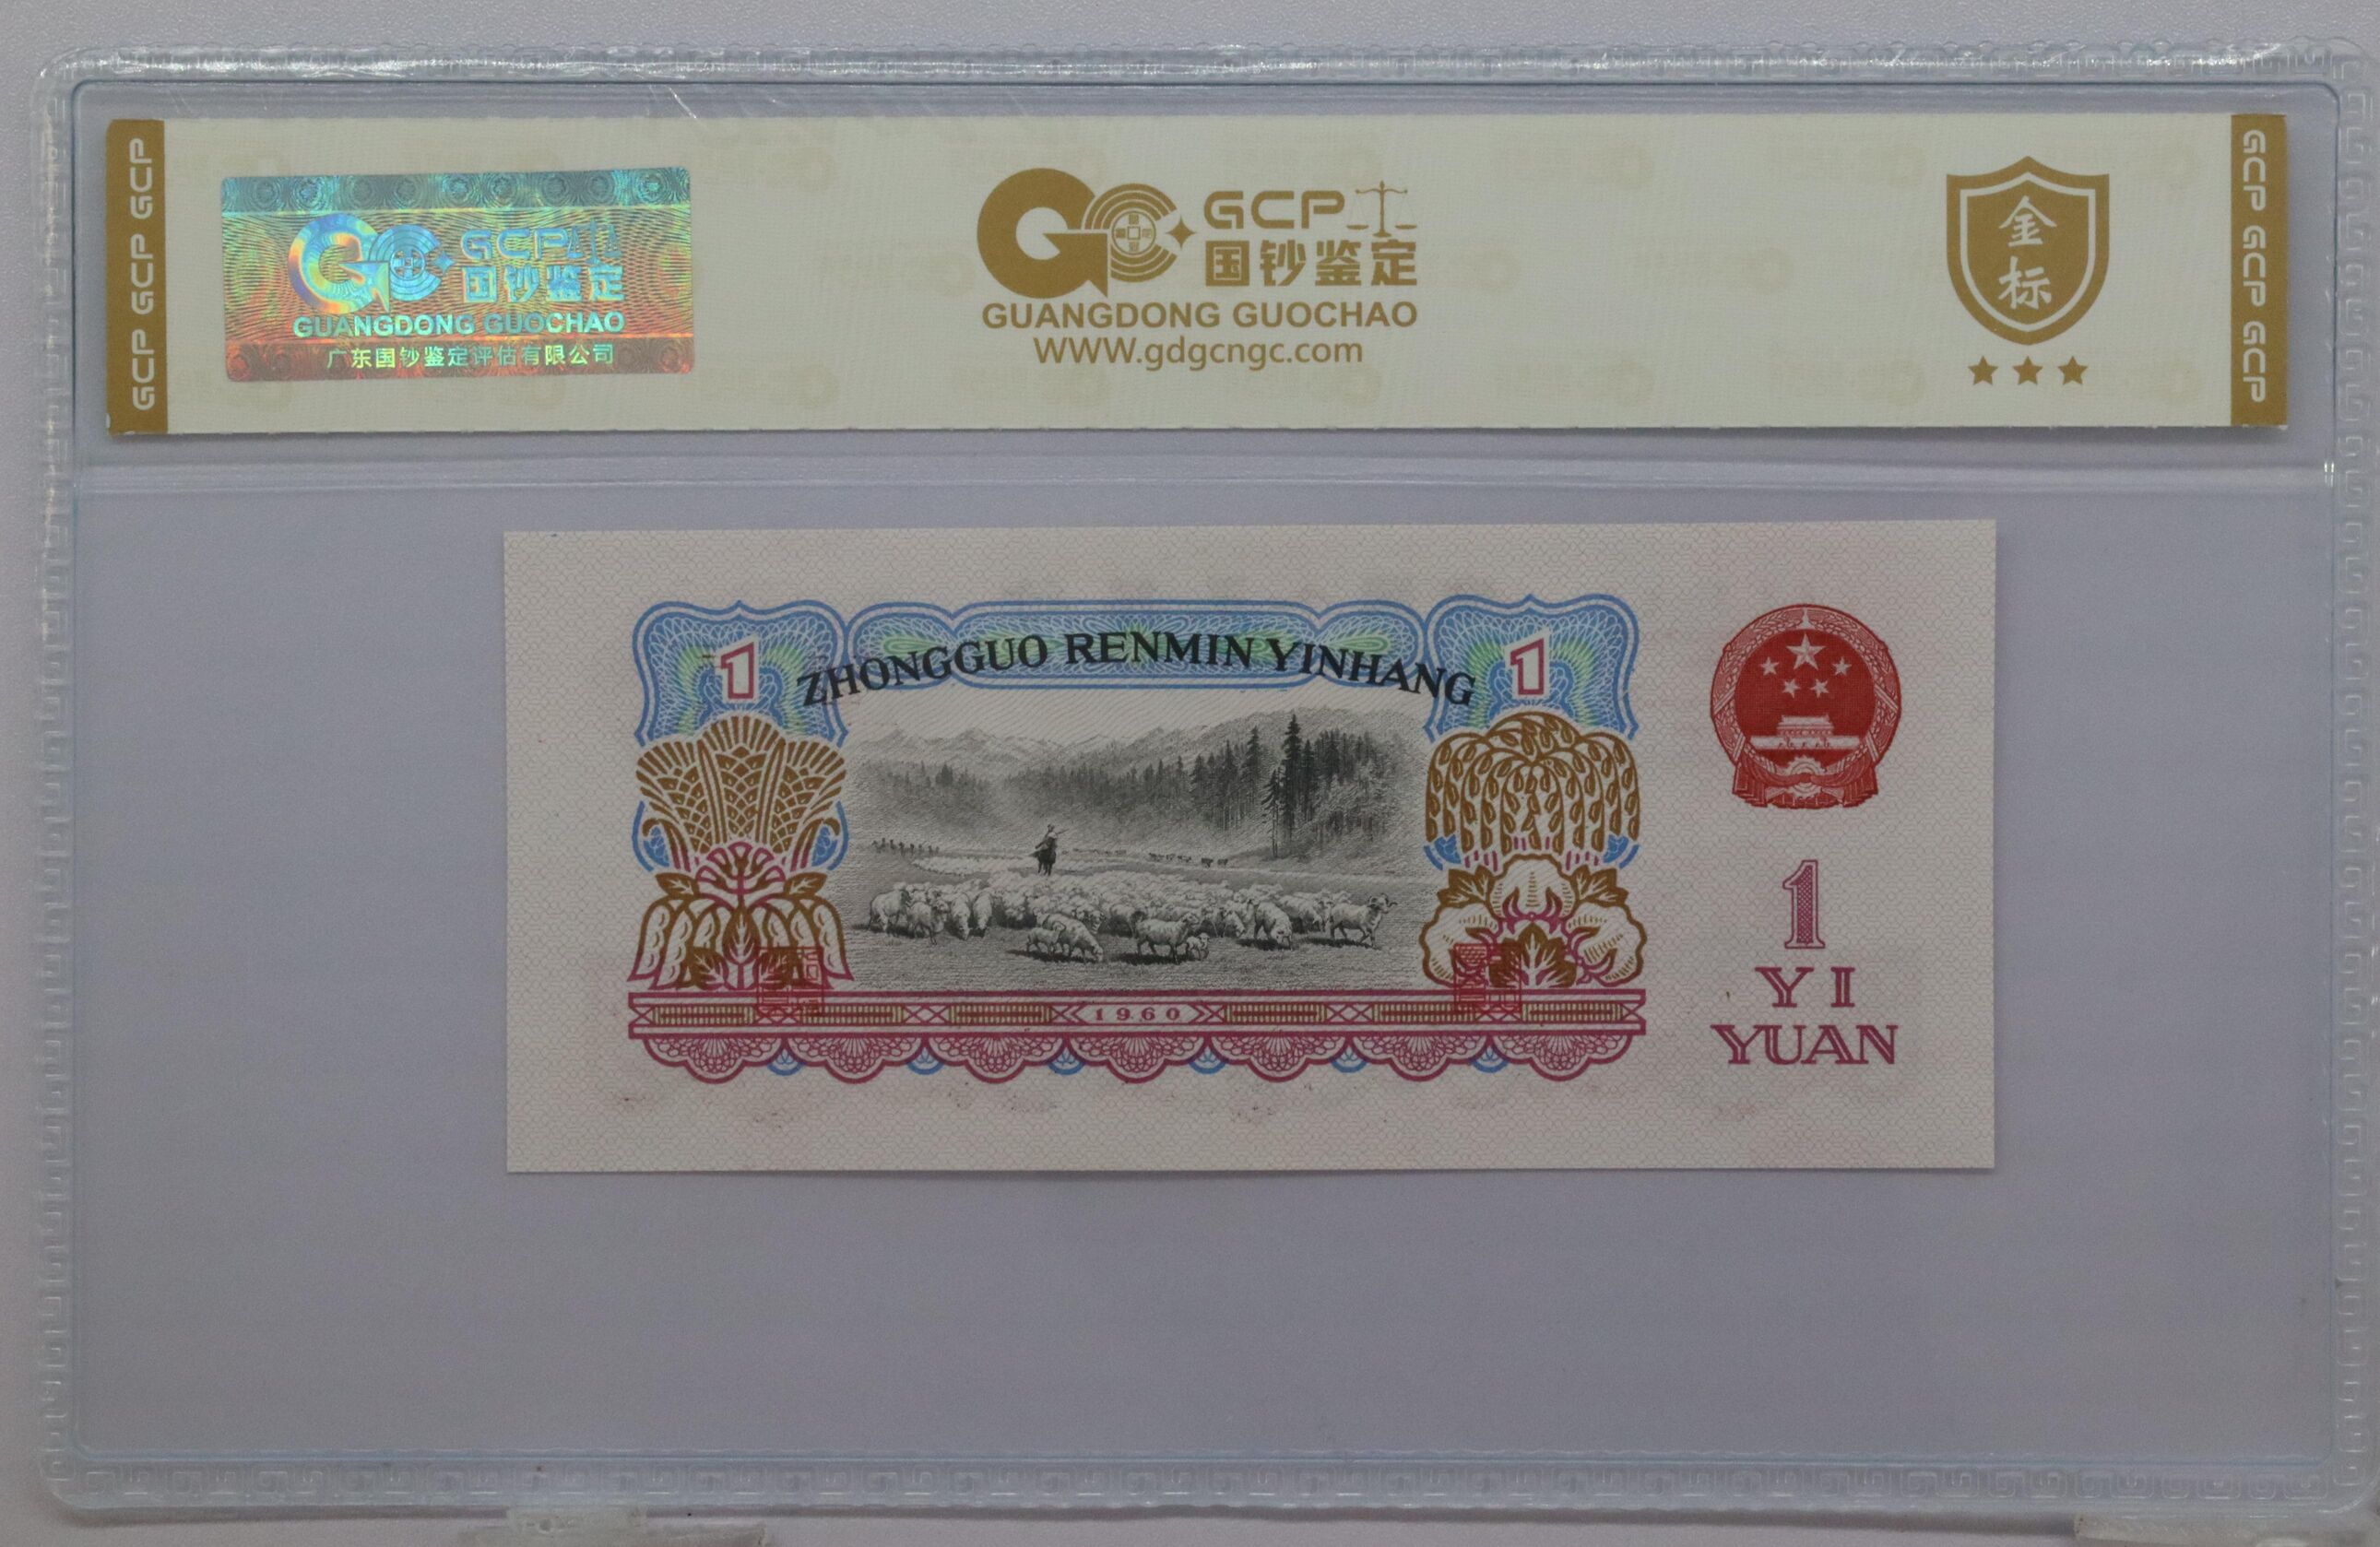 GCP GCP GCP
GCP
国钞鉴定
GUANGDONG GUOCHAO
广东国钞鉴定评估有限公司
GCP
国钞鉴定
GUANGDONG GUOCHAO
WWW.gdgcngc.com
金
标
GCP GCP GCP
1
ZHONGGUO RENMIN YINHANG
1
1960
1
YI
YUAN